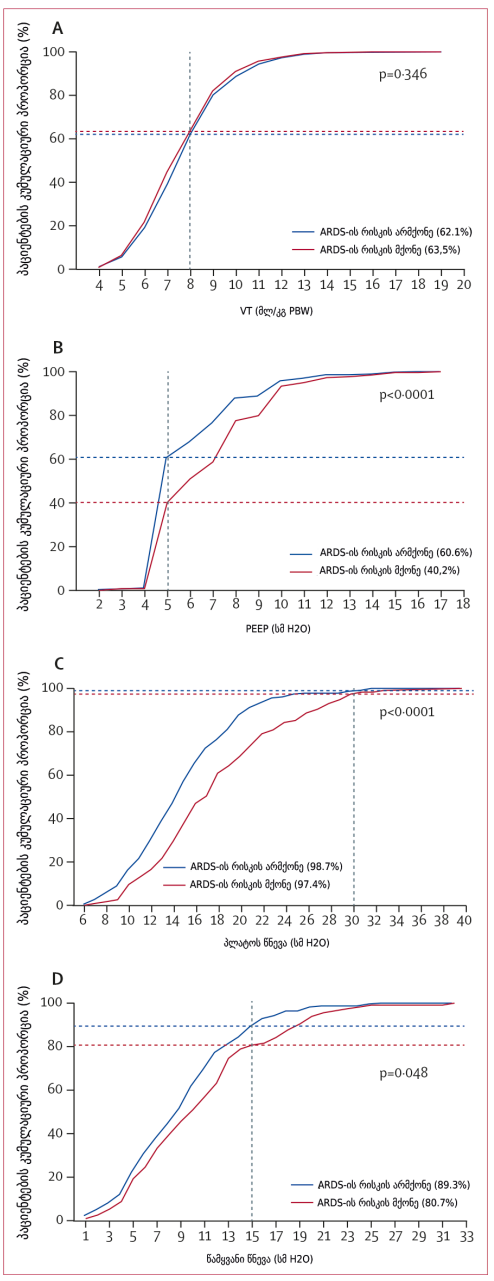 A
პაციენტების კუმულაციური პროპორცია (%)
100
80
60
40
20
0
p=0·346
ARDS-ის რისკის არმქონე (62.1%)
ARDS-ის რისკის მქონე (63,5%)
4 5 6 7 8 9 10 11 12 13 14 15 16 17 18 19 20
VT (მლ/კგ PBW)
B
პაციენტების კუმულაციური პროპორცია (%)
100
80
60
40
20
0
p<0·0001
ARDS-ის რისკის არმქონე (60.6%)
ARDS-ის რისკის მქონე (40,2%)
2 3 4 5 6 7 8 9 10 11 12 13 14 15 16 17 18
PEEP (სმ H2O)
C
პაციენტების კუმულაციური პროპორცია (%)
100
80
60
40
20
0
p<0·0001
ARDS-ის რისკის არმქონე (98.7%)
ARDS-ის რისკის მქონე (97.4%)
6 8 10 12 14 16 18 20 22 24 26 28 30 32 34 36 38 40
პლატოს წნევა (სმ H2O)
D
პაციენტების კუმულაციური პროპორცია (%)
100
80
60
40
20
0
p=0·048
ARDS-ის რისკის არმქონე (89.3%)
ARDS-ის რისკის მქონე (80.7%)
1 3 5 7 9 11 13 15 17 19 21 23 25 27 29 31 33
წამყვანი წნევა (სმ H2O)